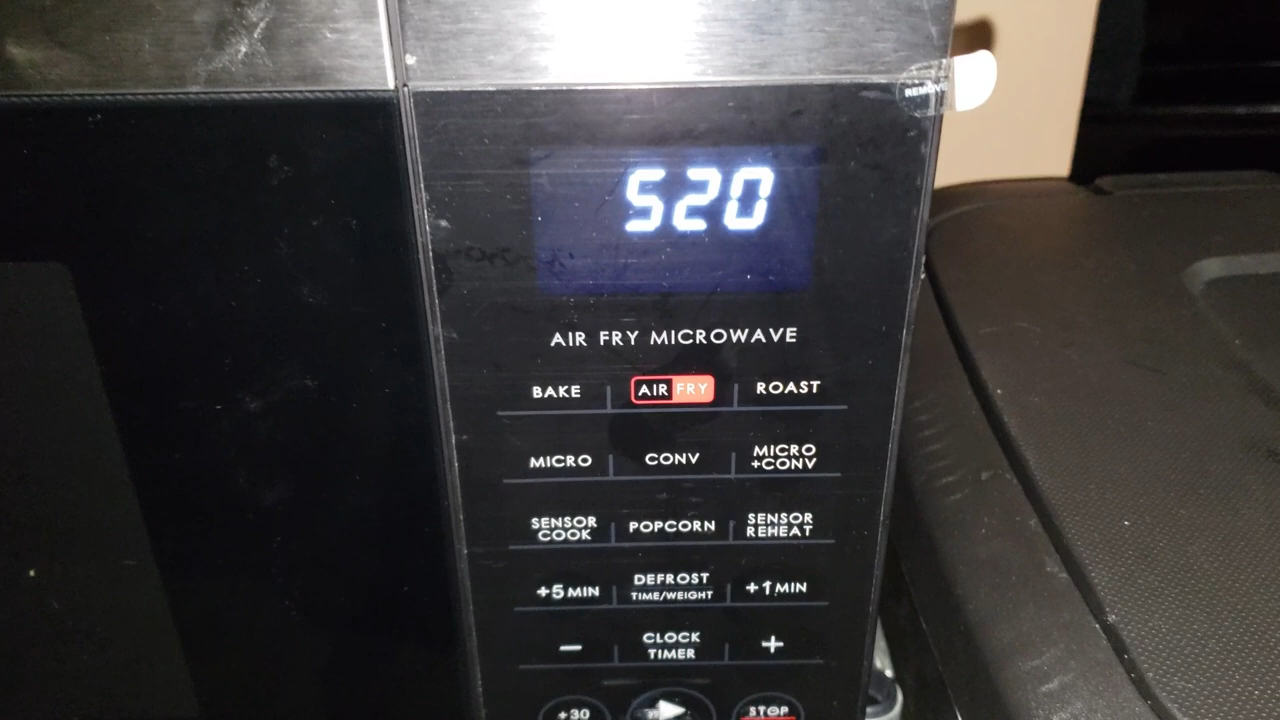 REMOVE
520
AIR FRY MICROWAVE
BAKE AIR FRY ROAST
MICRO CONV MICRO +CONV
SENSOR COOK POPCORN SENSOR REHEAT
+5 MIN DEFROST TIME/WEIGHT +1 MIN
− CLOCK TIMER +
+30 STOP